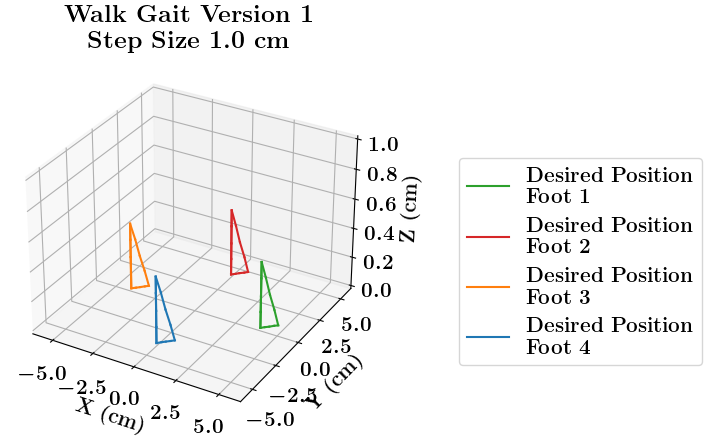 Walk Gait Version 1
Step Size 1.0 cm
1.0
0.8
0.6
0.4
0.2
0.0
Z (cm)
−5.0
−2.5
0.0
2.5
5.0
X (cm)
5.0
2.5
0.0
−2.5
−5.0
Y (cm)
Desired Position
Foot 1
Desired Position
Foot 2
Desired Position
Foot 3
Desired Position
Foot 4